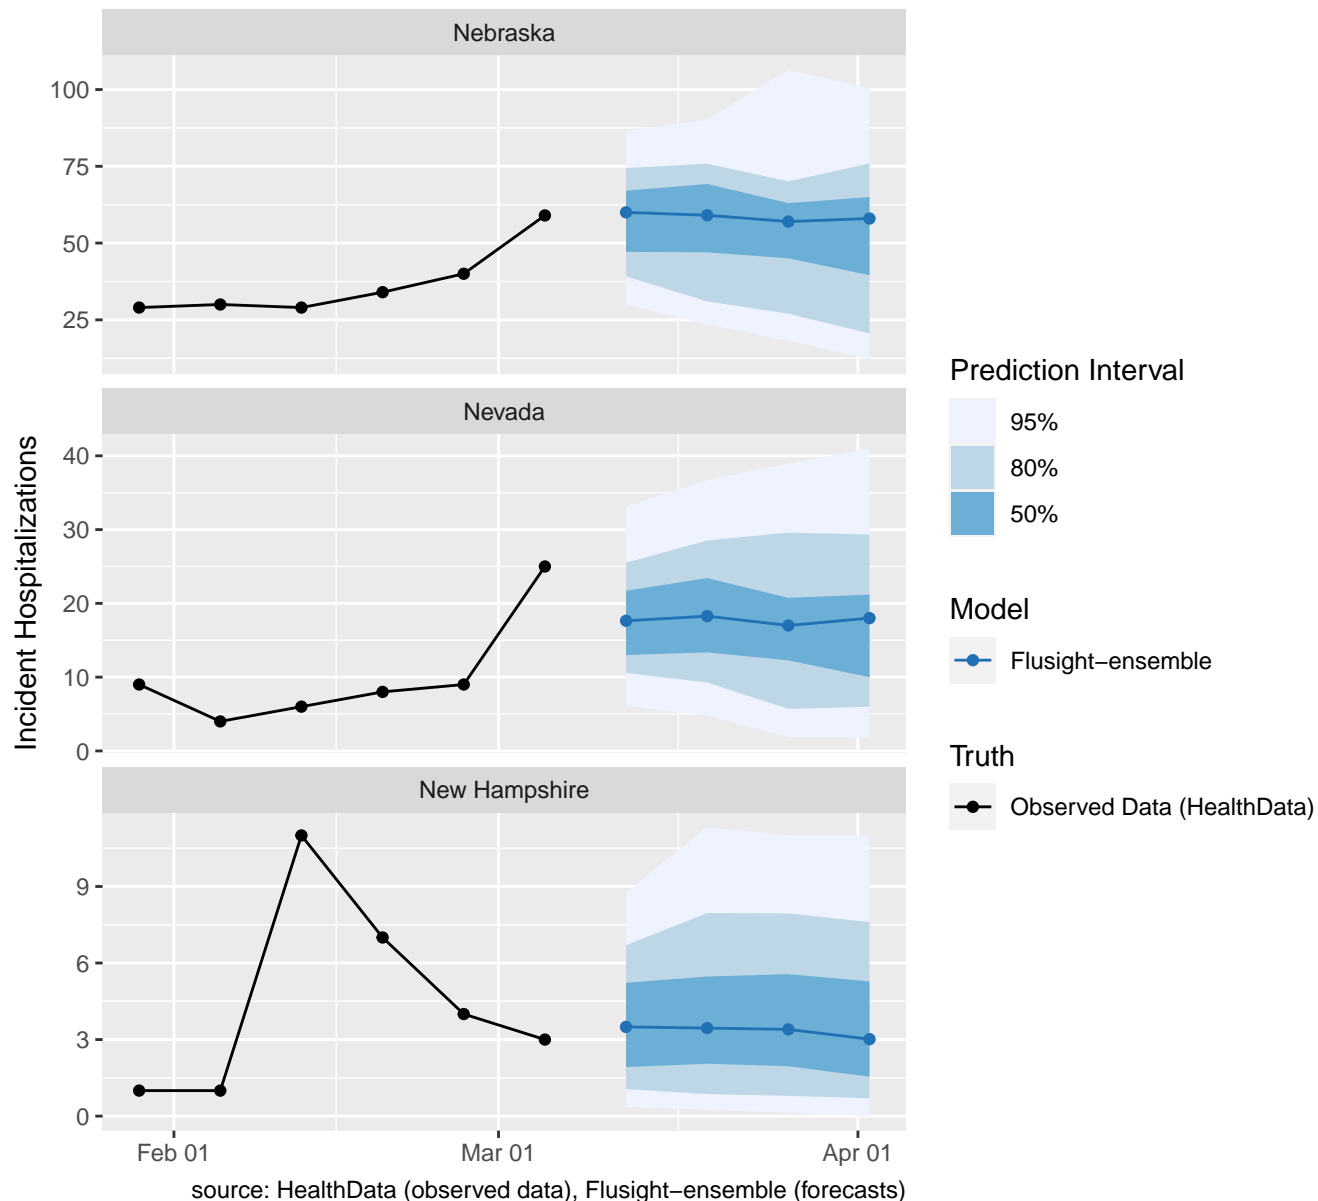 Nebraska
100
75
50
25
Nevada
40
30
20
10
0
New Hampshire
9
6
3
0
Incident Hospitalizations
Feb 01
Mar 01
Apr 01
source: HealthData (observed data), Flusight−ensemble (forecasts)
Prediction Interval
95%
80%
50%
Model
Flusight−ensemble
Truth
Observed Data (HealthData)